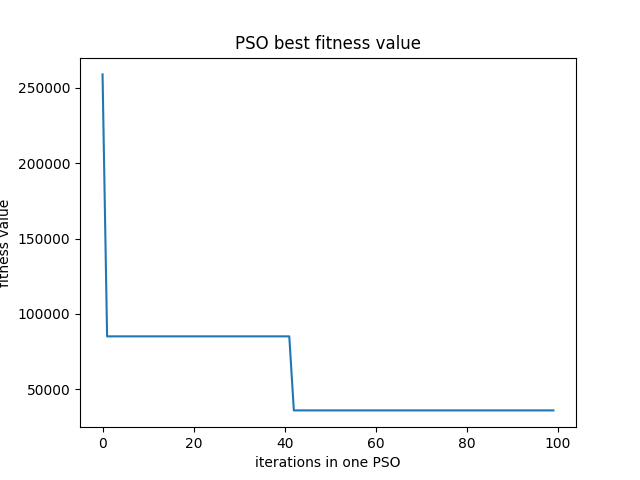 PSO best fitness value
fitness value
250000
200000
150000
100000
50000
0 20 40 60 80 100
iterations in one PSO